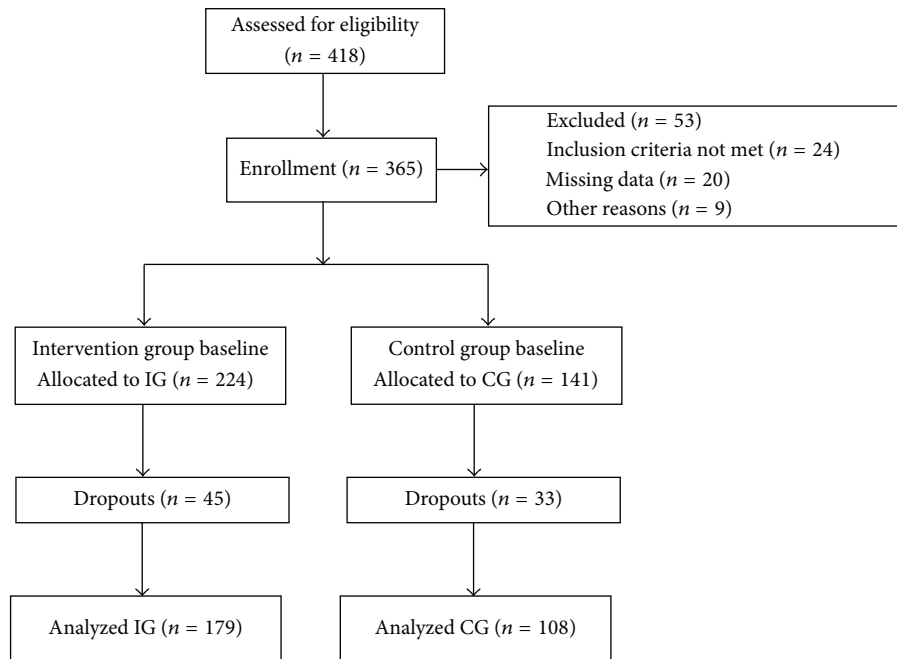 Assessed for eligibility
(n = 418)
Enrollment (n = 365)
Excluded (n = 53)
Inclusion criteria not met (n = 24)
Missing data (n = 20)
Other reasons (n = 9)
Intervention group baseline
Allocated to IG (n = 224)
Control group baseline
Allocated to CG (n = 141)
Dropouts (n = 45)
Dropouts (n = 33)
Analyzed IG (n = 179)
Analyzed CG (n = 108)